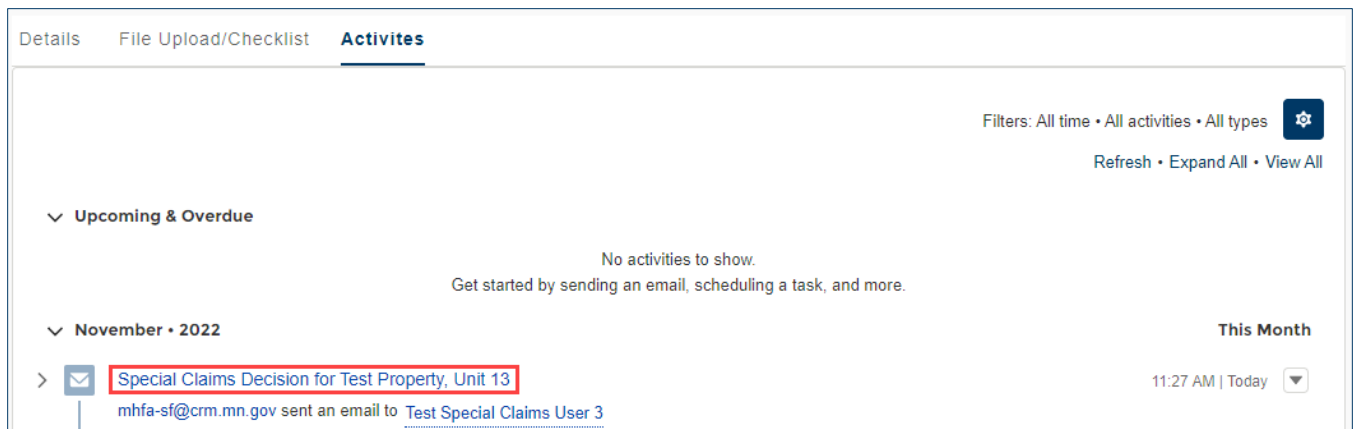 Details File Upload/Checklist Activites
Filters: All time • All activities • All types
Refresh • Expand All • View All
Upcoming & Overdue
No activities to show.
Get started by sending an email, scheduling a task, and more.
November • 2022 This Month
Special Claims Decision for Test Property, Unit 13 11:27 AM | Today
mhfa-sf@crm.mn.gov sent an email to Test Special Claims User 3